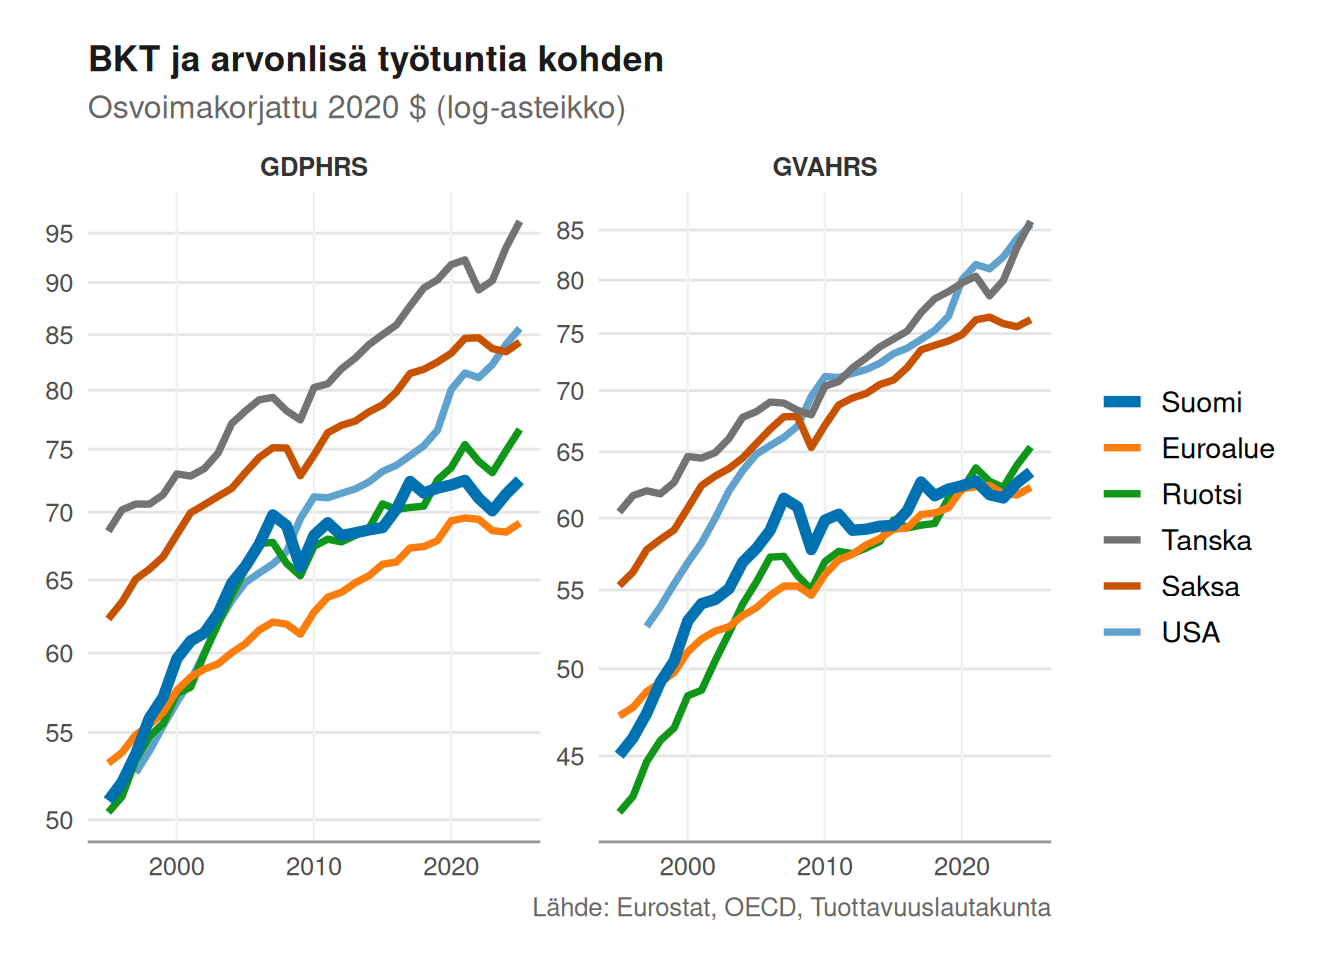 BKT ja arvonlisä työtuntia kohden
Osvoimakorjattu 2020 $ (log-asteikko)
GDPHRS
GVAHRS
95
90
85
80
75
70
65
60
55
50
85
80
75
70
65
60
55
50
45
2000 2010 2020
2000 2010 2020
Suomi
Euroalue
Ruotsi
Tanska
Saksa
USA
Lähde: Eurostat, OECD, Tuottavuuslautakunta